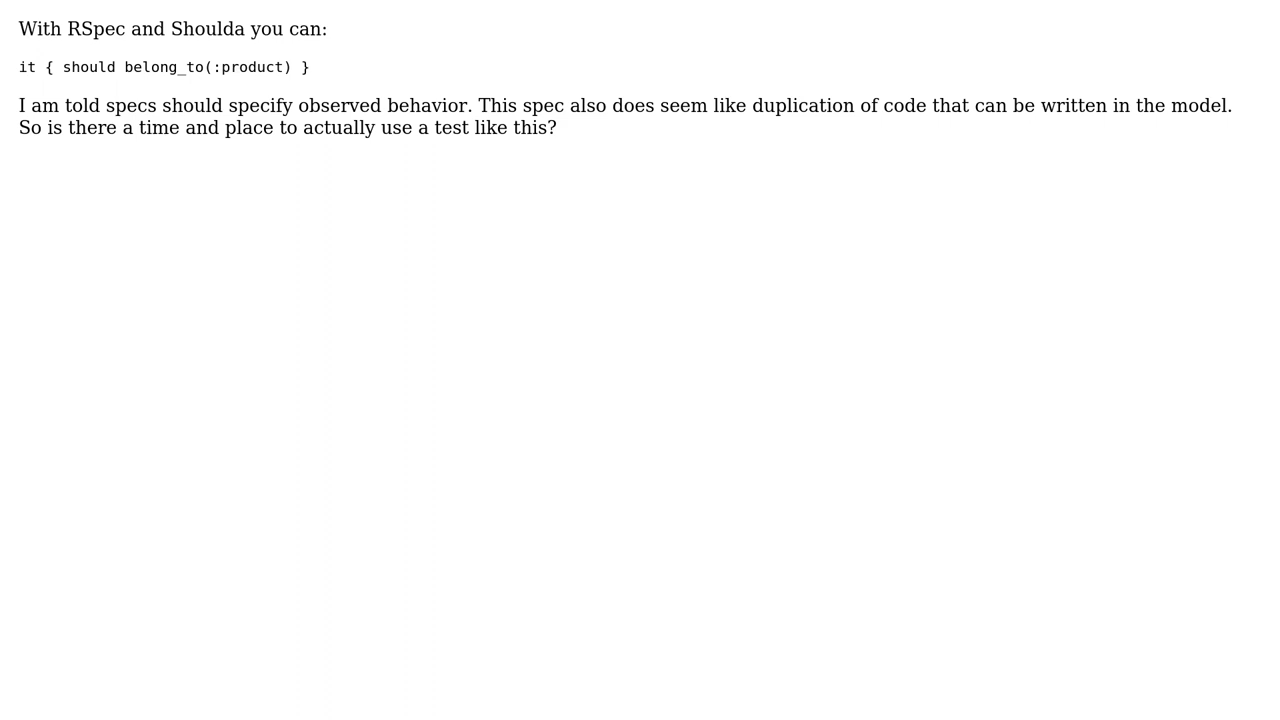 With RSpec and Shoulda you can:
it { should belong_to(:product) }
I am told specs should specify observed behavior. This spec also does seem like duplication of code that can be written in the model.
So is there a time and place to actually use a test like this?